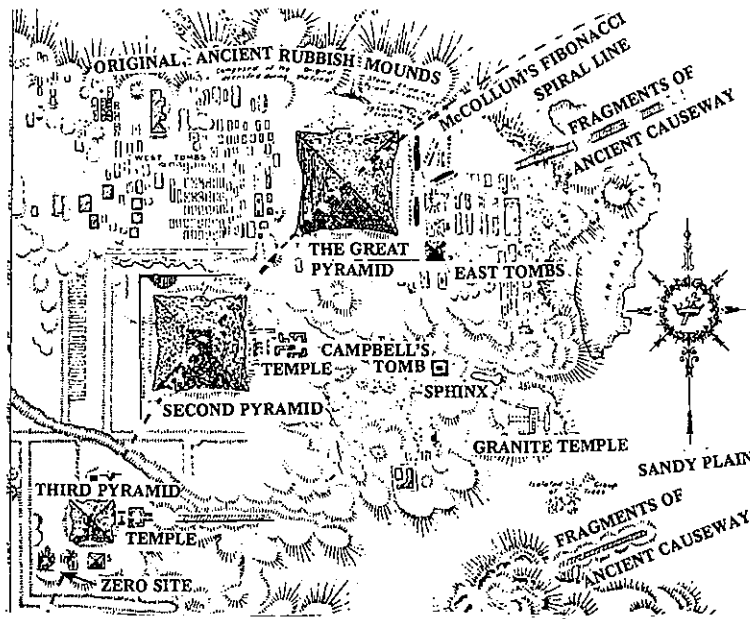 ORIGINAL ANCIENT RUBBISH MOUNDS
McCOLLUM'S FIBONACCI
SPIRAL LINE
FRAGMENTS OF
ANCIENT CAUSEWAY
WEST TOMBS
THE GREAT
PYRAMID
EAST TOMBS
TEMPLE
CAMPBELL'S
TOMB
SPHINX
SECOND PYRAMID
GRANITE TEMPLE
SANDY PLAIN
THIRD PYRAMID
TEMPLE
ZERO SITE
FRAGMENTS OF
ANCIENT CAUSEWAY